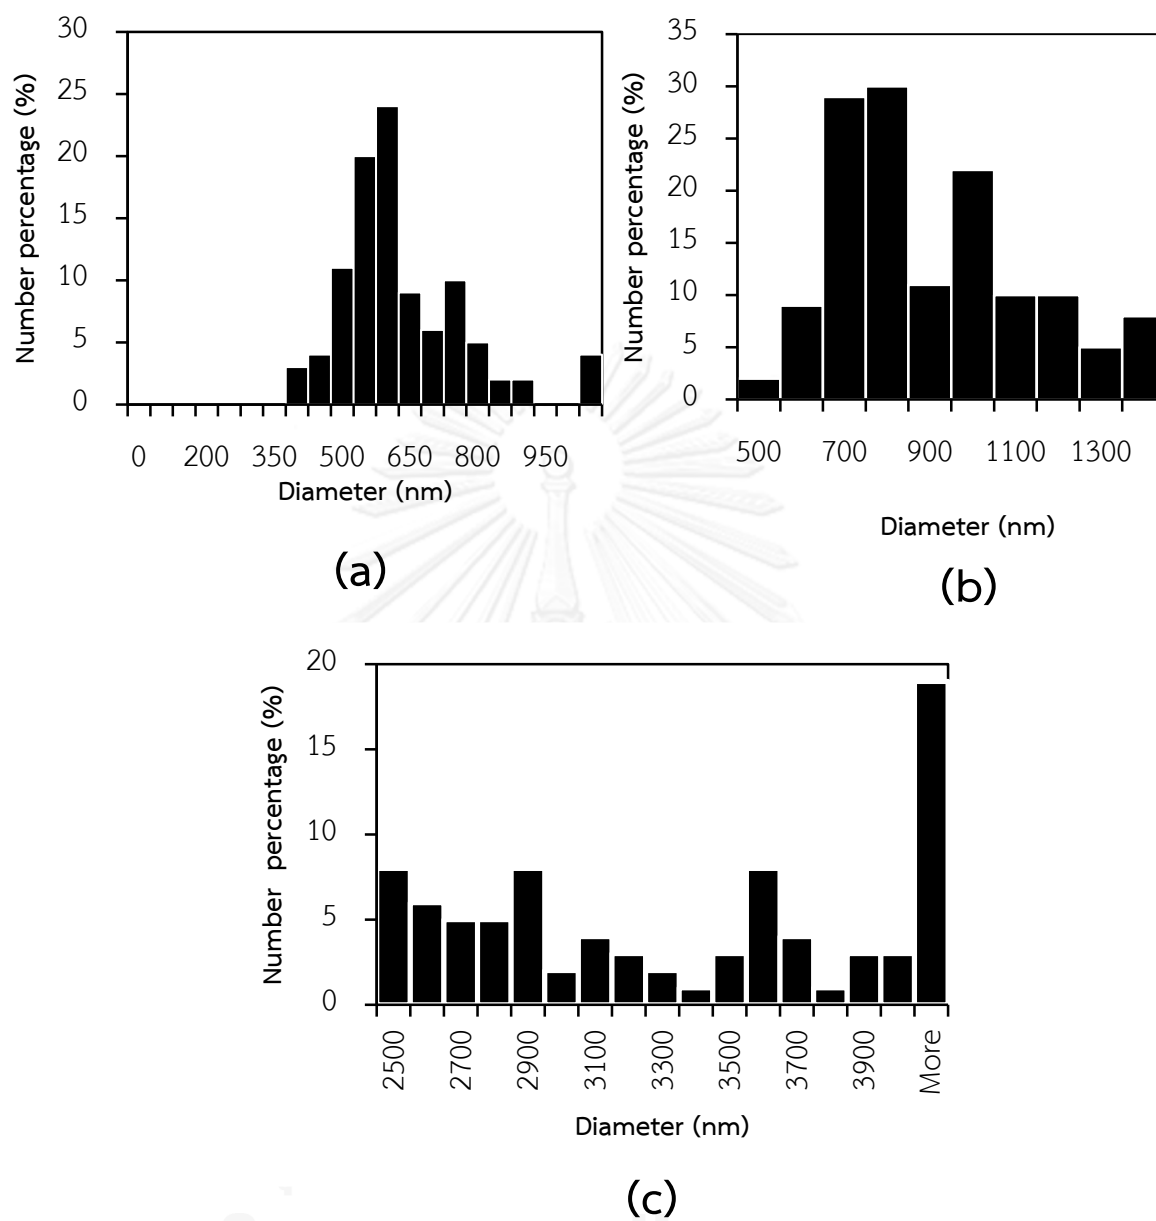 30
25
20
15
10
5
0
Number percentage (%)
0 200 350 500 650 800 950
Diameter (nm)
(a)
35
30
25
20
15
10
5
0
Number percentage (%)
500 700 900 1100 1300
Diameter (nm)
(b)
20
15
10
5
0
Number percentage (%)
2500 2700 2900 3100 3300 3500 3700 3900 More
Diameter (nm)
(c)